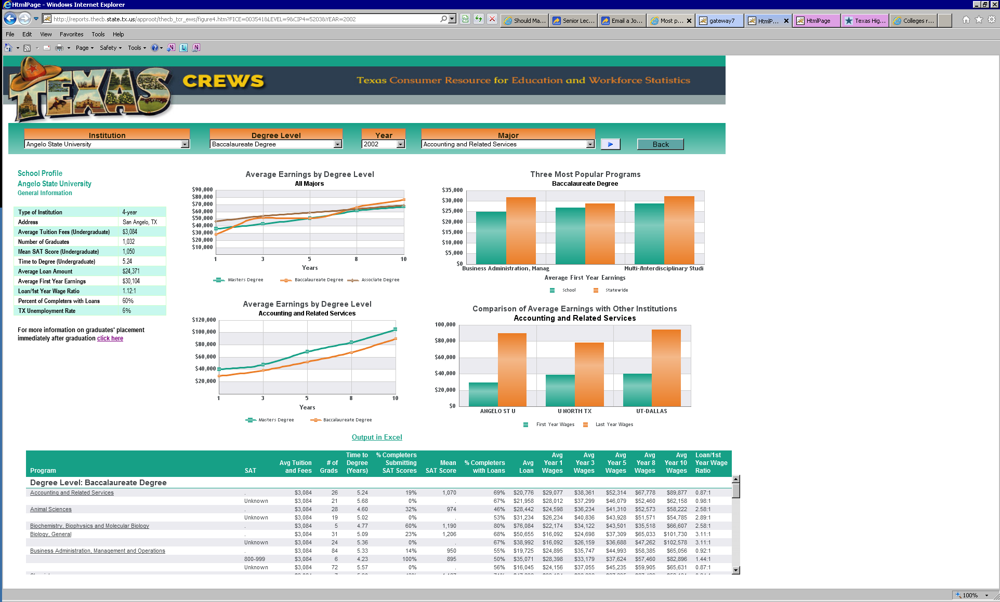 HtmlPage - Windows Internet Explorer
http://reports.thecb.state.tx.us/approot/thecb_tcr_ews/figure4.htm?FICE=003541&LEVEL=9&CIP4=5203&YEAR=2002
Should Ma... Senior Lec... Email a Jo... Most p... gateway7 HtmlP... HtmlPage Texas Hig... Colleges r...
File Edit View Favorites Tools Help
Page Safety Tools
TEXAS CREWS
Texas Consumer Resource for Education and Workforce Statistics
Institution Degree Level Year Major
Angelo State University Baccalaureate Degree 2002 Accounting and Related Services Back
School Profile
Angelo State University
General Information
Type of Institution 4-year
Address San Angelo, TX
Average Tuition Fees (Undergraduate) $3,084
Number of Graduates 1,032
Mean SAT Score (Undergraduate) 1,050
Time to Degree (Undergraduate) 5.24
Average Loan Amount $24,371
Average First Year Earnings $30,104
Loan/1st Year Wage Ratio 1.12:1
Percent of Completers with Loans 60%
TX Unemployment Rate 6%
For more information on graduates' placement
immediately after graduation click here
Average Earnings by Degree Level
All Majors
$90,000
$80,000
$70,000
$60,000
$50,000
$40,000
$30,000
$20,000
$10,000
1 3 5 8 10
Years
Masters Degree Baccalaureate Degree Associate Degree
Three Most Popular Programs
Baccalaureate Degree
$35,000
$30,000
$25,000
$20,000
$15,000
$10,000
$5,000
$0
Business Administration, Manag Multi-/Interdisciplinary Studi
Average First Year Earnings
School Statewide
Average Earnings by Degree Level
Accounting and Related Services
$120,000
$100,000
$80,000
$60,000
$40,000
$20,000
1 3 5 8 10
Years
Masters Degree Baccalaureate Degree
Comparison of Average Earnings with Other Institutions
Accounting and Related Services
100,000
$80,000
$60,000
$40,000
$20,000
$0
ANGELO ST U U NORTH TX UT-DALLAS
First Year Wages Last Year Wages
Output in Excel
Time to % Completers Avg Avg Avg Avg Avg Loan/1st
Avg Tuition # of Degree Submitting Mean % Completers Avg Year 1 Year 3 Year 5 Year 8 Year 10 Year Wage
Program SAT and Fees Grads (Years) SAT Scores SAT Score with Loans Loan Wages Wages Wages Wages Wages Ratio
Degree Level: Baccalaureate Degree
Accounting and Related Services . $3,084 26 5.24 19% 1,070 69% $20,776 $29,077 $38,361 $52,314 $67,778 $89,877 0.87:1
Unknown $3,084 21 5.68 0% . 67% $21,958 $28,012 $37,299 $46,079 $52,460 $62,158 0.98:1
Animal Sciences . $3,084 28 4.60 32% 974 46% $28,442 $24,598 $36,234 $41,310 $52,573 $58,222 2.58:1
Unknown $3,084 19 5.02 0% . 53% $31,234 $26,234 $40,836 $43,928 $51,571 $54,785 2.89:1
Biochemistry, Biophysics and Molecular Biology . $3,084 5 4.77 60% 1,190 80% $76,084 $22,174 $34,122 $43,501 $35,518 $66,607 2.58:1
Biology, General . $3,084 31 5.09 23% 1,206 68% $50,655 $16,092 $24,698 $37,309 $65,033 $101,730 3.11:1
Unknown $3,084 24 5.36 0% . 67% $38,992 $16,092 $26,159 $36,688 $47,262 $102,578 3.11:1
Business Administration, Management and Operations . $3,084 84 5.33 14% 950 55% $19,725 $24,895 $35,747 $44,993 $58,385 $65,056 0.92:1
800-999 $3,084 6 4.23 100% 895 50% $35,071 $28,398 $33,179 $37,624 $57,460 $82,896 1.44:1
Unknown $3,084 72 5.57 0% . 56% $16,045 $24,156 $37,055 $45,235 $59,905 $65,631 0.87:1
100%